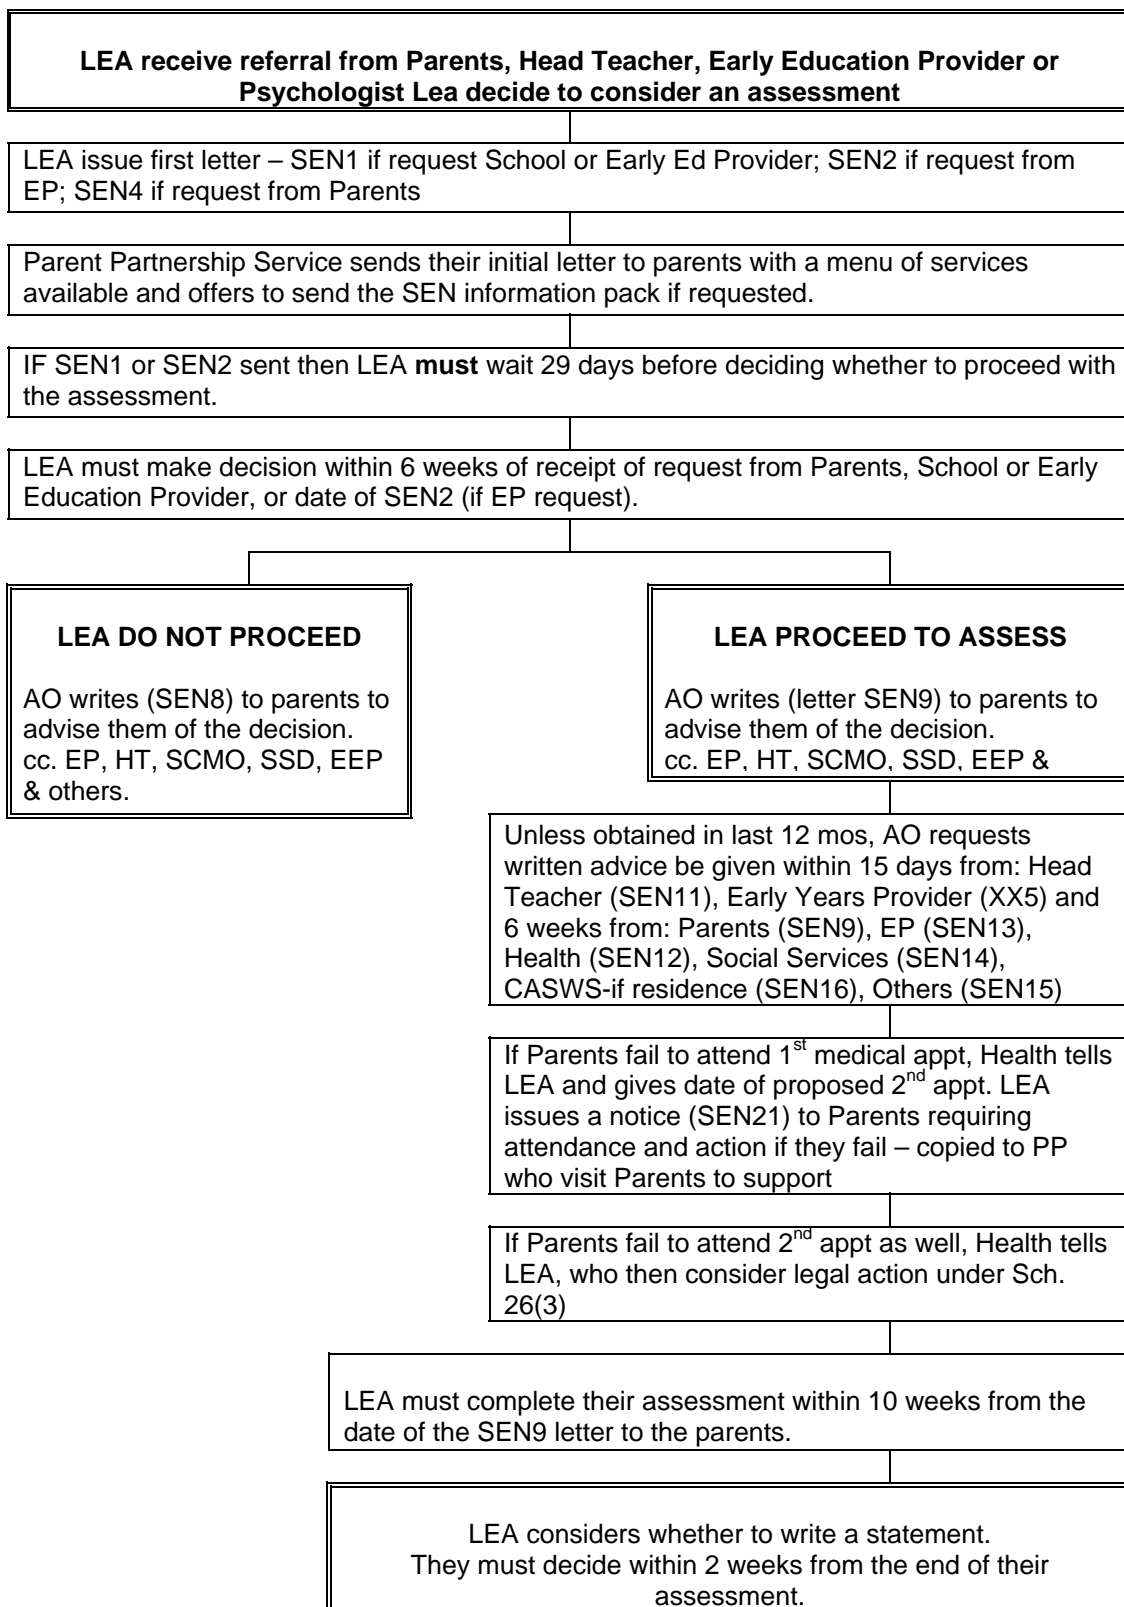 LEA receive referral from Parents, Head Teacher, Early Education Provider or
Psychologist Lea decide to consider an assessment
LEA issue first letter – SEN1 if request School or Early Ed Provider; SEN2 if request from
EP; SEN4 if request from Parents
Parent Partnership Service sends their initial letter to parents with a menu of services
available and offers to send the SEN information pack if requested.
IF SEN1 or SEN2 sent then LEA must wait 29 days before deciding whether to proceed with
the assessment.
LEA must make decision within 6 weeks of receipt of request from Parents, School or Early
Education Provider, or date of SEN2 (if EP request).
LEA DO NOT PROCEED
AO writes (SEN8) to parents to
advise them of the decision.
cc. EP, HT, SCMO, SSD, EEP
& others.
LEA PROCEED TO ASSESS
AO writes (letter SEN9) to parents to
advise them of the decision.
cc. EP, HT, SCMO, SSD, EEP &
Unless obtained in last 12 mos, AO requests
written advice be given within 15 days from: Head
Teacher (SEN11), Early Years Provider (XX5) and
6 weeks from: Parents (SEN9), EP (SEN13),
Health (SEN12), Social Services (SEN14),
CASWS-if residence (SEN16), Others (SEN15)
If Parents fail to attend 1st medical appt, Health tells
LEA and gives date of proposed 2nd appt. LEA
issues a notice (SEN21) to Parents requiring
attendance and action if they fail – copied to PP
who visit Parents to support
If Parents fail to attend 2nd appt as well, Health tells
LEA, who then consider legal action under Sch.
26(3)
LEA must complete their assessment within 10 weeks from the
date of the SEN9 letter to the parents.
LEA considers whether to write a statement.
They must decide within 2 weeks from the end of their
assessment.